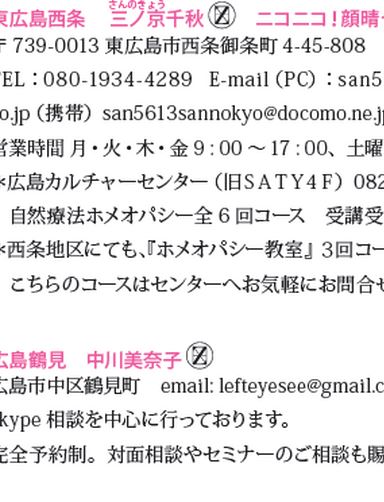 さんのきょう
東広島西条 三ノ京千秋 Ⓩ ニコニコ!顔晴
〒739-0013 東広島市西条御条町 4-45-808
TEL:080-1934-4289 E-mail (PC) : san5
o.jp (携帯) san5613sannokyo@docomo.ne.jp
営業時間 月・火・木・金 9:00 〜 17:00、土曜
*広島カルチャーセンター (旧SATY4F) 082
自然療法ホメオパシー全 6 回コース 受講受
*西条地区にても、『ホメオパシー教室』 3回コー
こちらのコースはセンターへお気軽にお問合せ
広島鶴見 中川美奈子 Ⓩ
広島市中区鶴見町 email: lefteyesee@gmail.c
skype 相談を中心に行っております。
完全予約制。対面相談やセミナーのご相談も賜